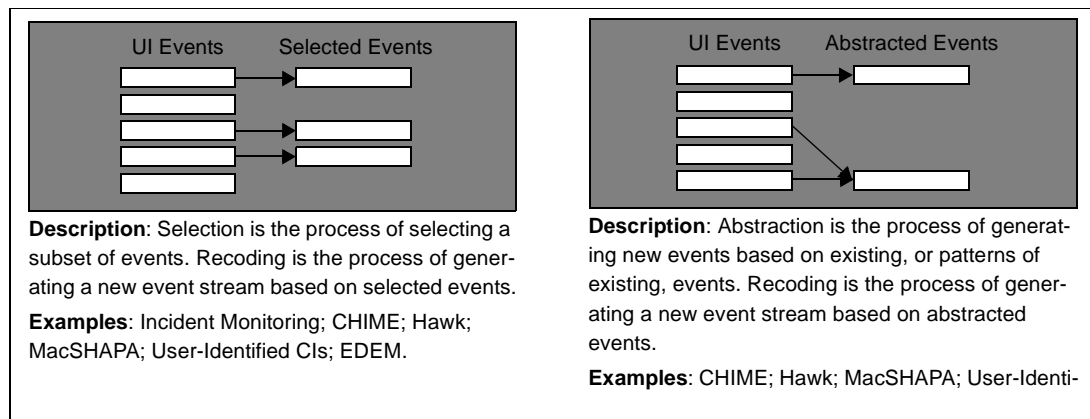 UI Events Selected Events
Description: Selection is the process of selecting a
subset of events. Recoding is the process of gener-
ating a new event stream based on selected events.
Examples: Incident Monitoring; CHIME; Hawk;
MacSHAPA; User-Identified CIs; EDEM.
UI Events Abstracted Events
Description: Abstraction is the process of generat-
ing new events based on existing, or patterns of
existing, events. Recoding is the process of gener-
ating a new event stream based on abstracted
events.
Examples: CHIME; Hawk; MacSHAPA; User-Identi-